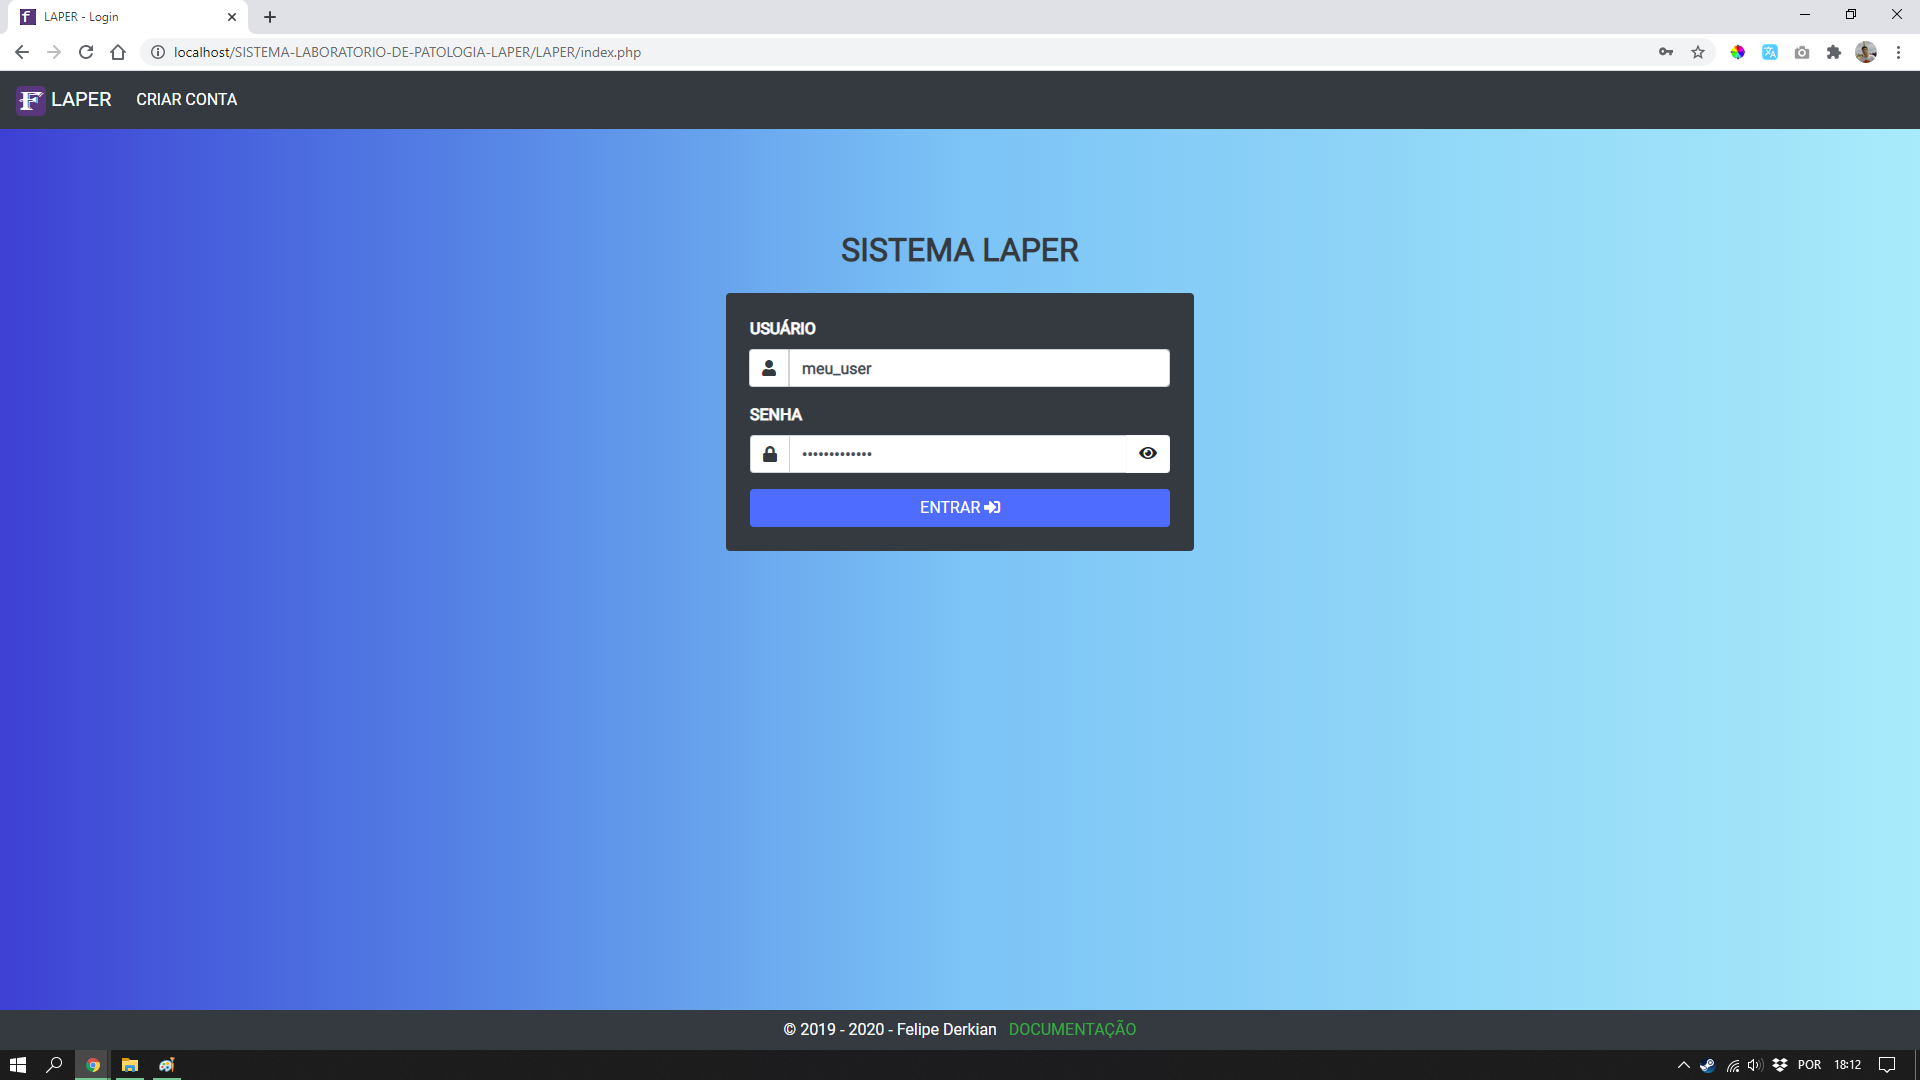 LAPER - Login
localhost/SISTEMA-LABORATORIO-DE-PATOLOGIA-LAPER/LAPER/index.php
LAPER CRIAR CONTA
SISTEMA LAPER
USUÁRIO
meu_user
SENHA
•••••••••••••
ENTRAR
© 2019 - 2020 - Felipe Derkian DOCUMENTAÇÃO
POR 18:12